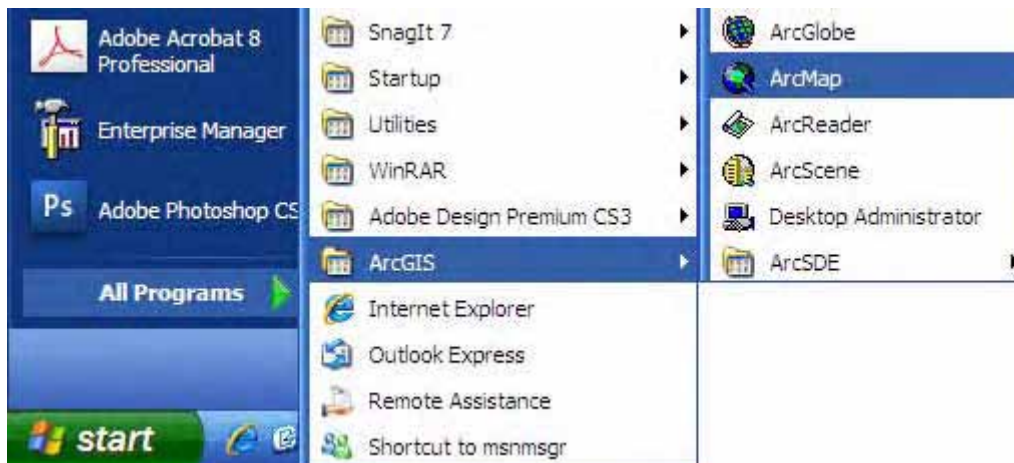 Adobe Acrobat 8
Professional
Enterprise Manager
Ps
Adobe Photoshop CS
All Programs
start
SnagIt 7
Startup
Utilities
WinRAR
Adobe Design Premium CS3
ArcGIS
Internet Explorer
Outlook Express
Remote Assistance
Shortcut to msnmsgr
ArcGlobe
ArcMap
ArcReader
ArcScene
Desktop Administrator
ArcSDE